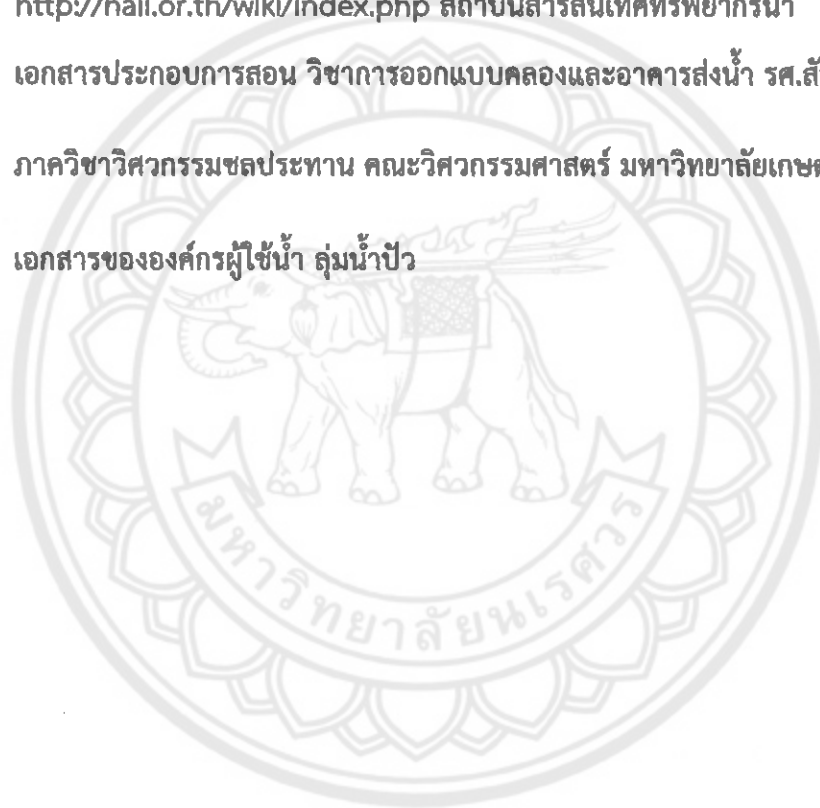 http://haii.or.th/wiki/index.php สถาบันสารสนเทศทรัพยากรน้ำ
เอกสารประกอบการสอน วิชาการออกแบบคลองและอาคารส่งน้ำ รศ.
ภาควิชาวิศวกรรมชลประทาน คณะวิศวกรรมศาสตร์ มหาวิทยาลัย
เอกสารขององค์กรผู้ใช้น้ำ ลุ่มน้ำปัว
มหาวิทยาลัยนเรศวร